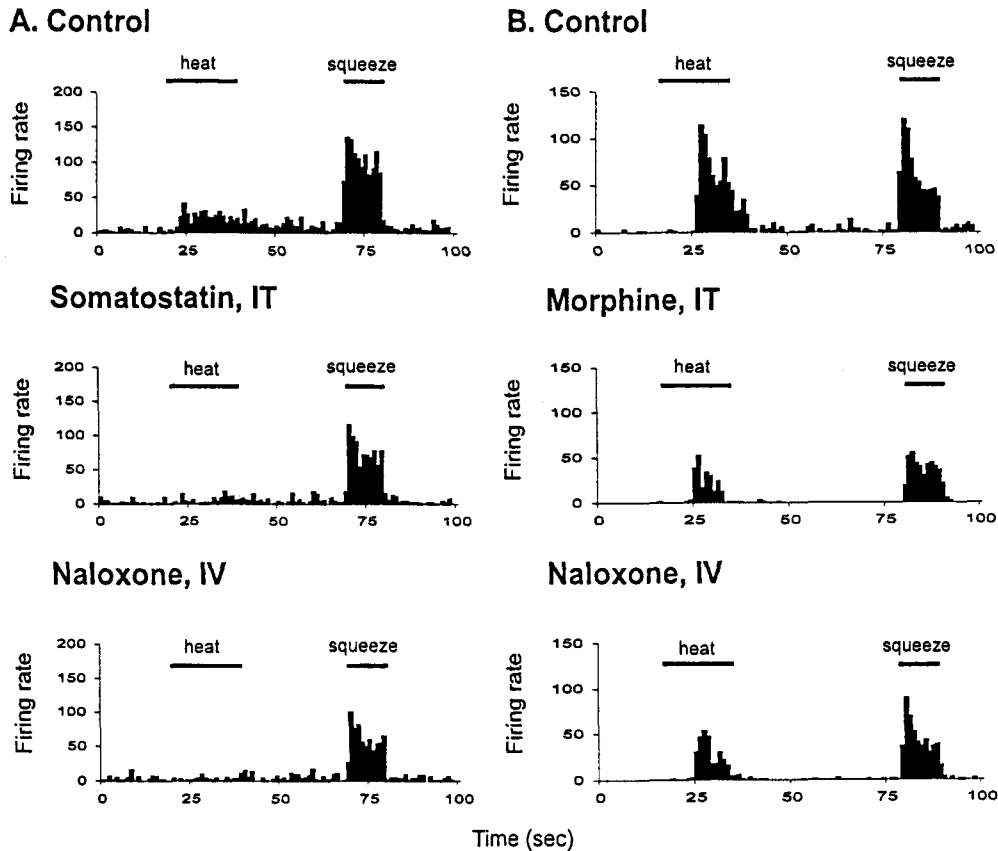 A. Control
heat
squeeze
Firing rate
200
150
100
50
0
0
25
50
75
100
B. Control
heat
squeeze
Firing rate
150
100
50
0
0
25
50
75
100
Somatostatin, IT
heat
squeeze
Firing rate
200
150
100
50
0
0
25
50
75
100
Morphine, IT
heat
squeeze
Firing rate
150
100
50
0
0
25
50
75
100
Naloxone, IV
heat
squeeze
Firing rate
200
150
100
50
0
0
25
50
75
100
Naloxone, IV
heat
squeeze
Firing rate
150
100
50
0
0
25
50
75
100
Time (sec)